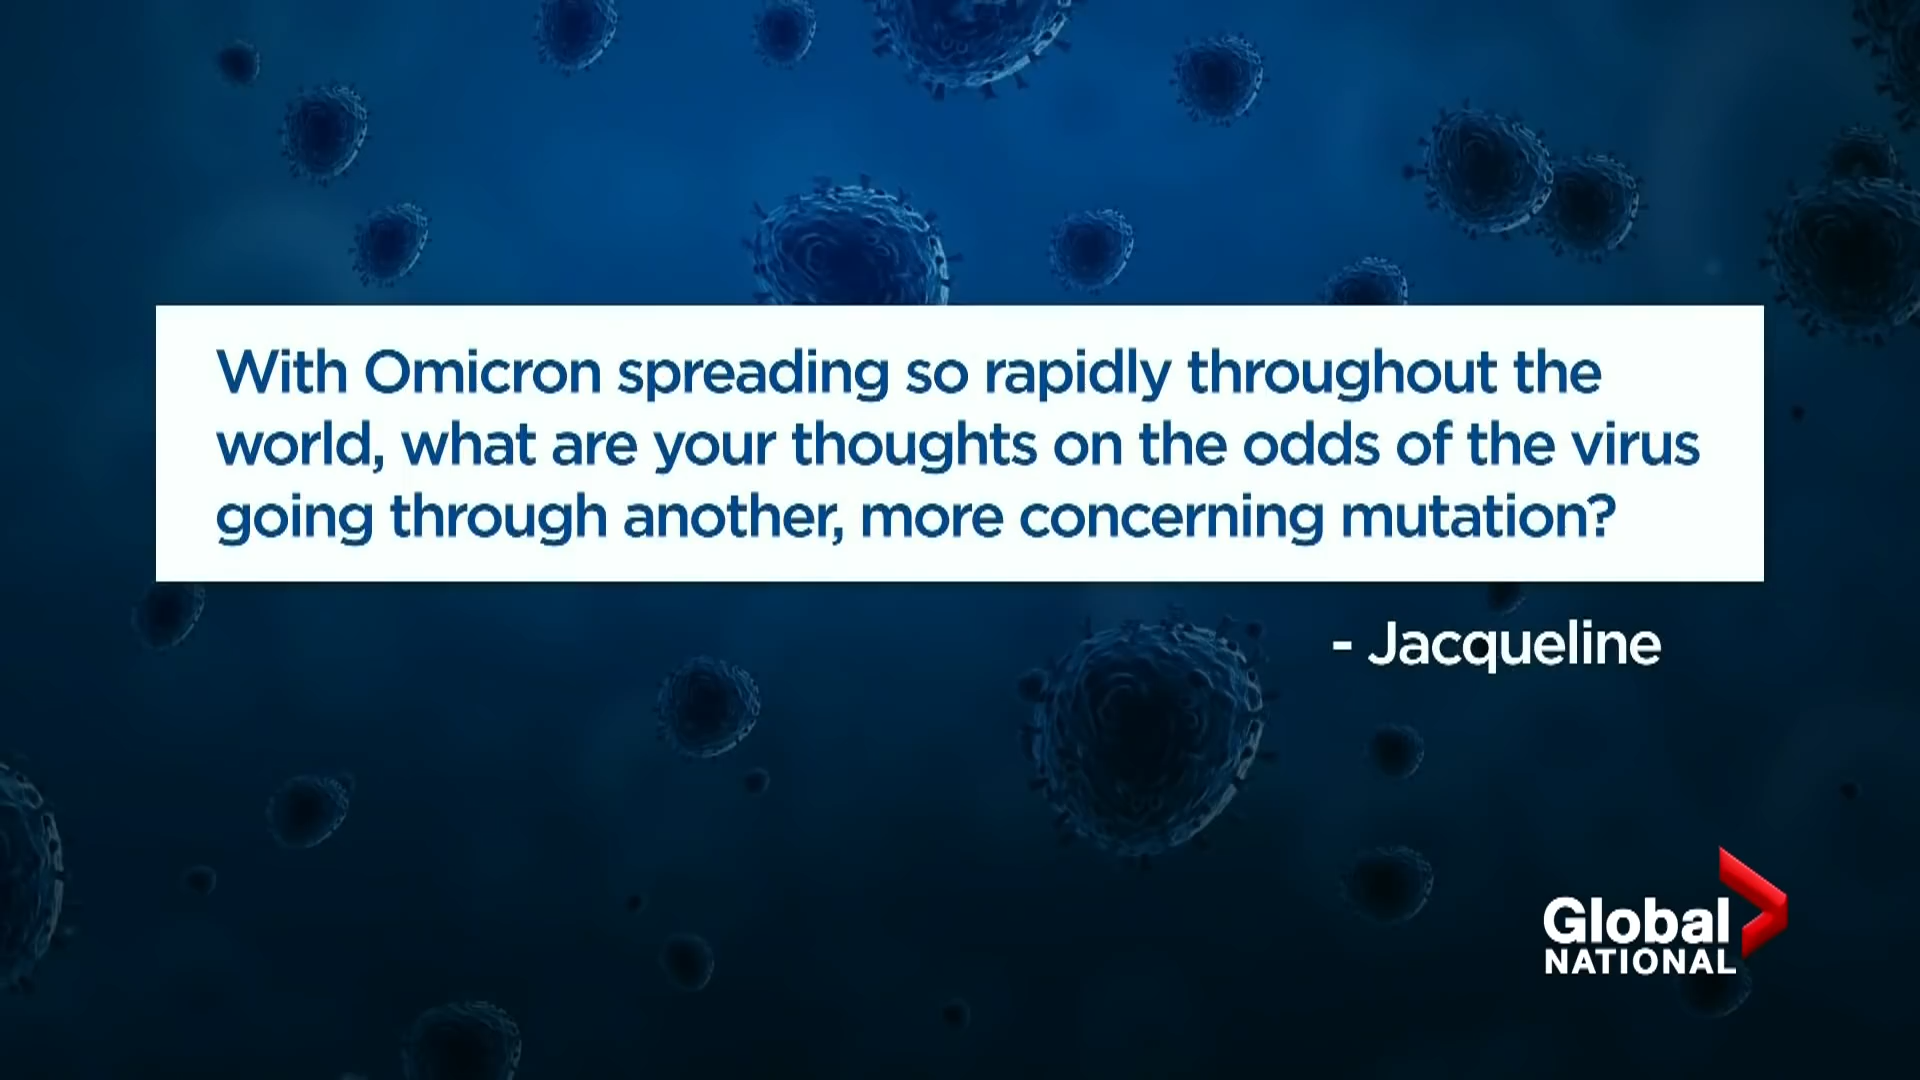 With Omicron spreading so rapidly throughout the
world, what are your thoughts on the odds of the virus
going through another, more concerning mutation?
- Jacqueline
Global
NATIONAL